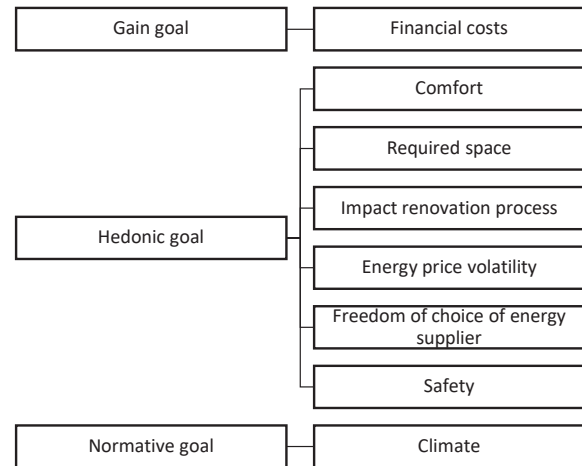 Gain goal
Financial costs
Comfort
Required space
Impact renovation process
Hedonic goal
Energy price volatility
Freedom of choice of energy
supplier
Safety
Normative goal
Climate